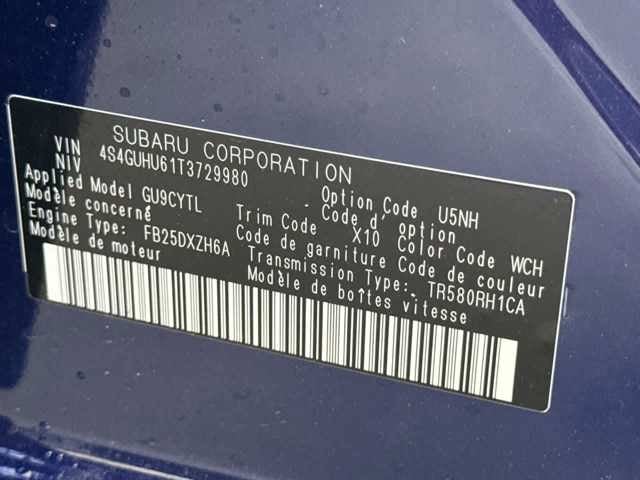 SUBARU CORPORATION
VIN
NIV 4S4GUHU61T3729980
Applied Model GU9CYTL Option Code U5NH
Modèle concerné Code d' option
Engine Type: FB25DXZH6A Trim Code X10 Color Code WCH
Modèle de moteur Code de garniture Code de couleur
Transmission Type: TR580RH1CA
Modèle de boîtes vitesse